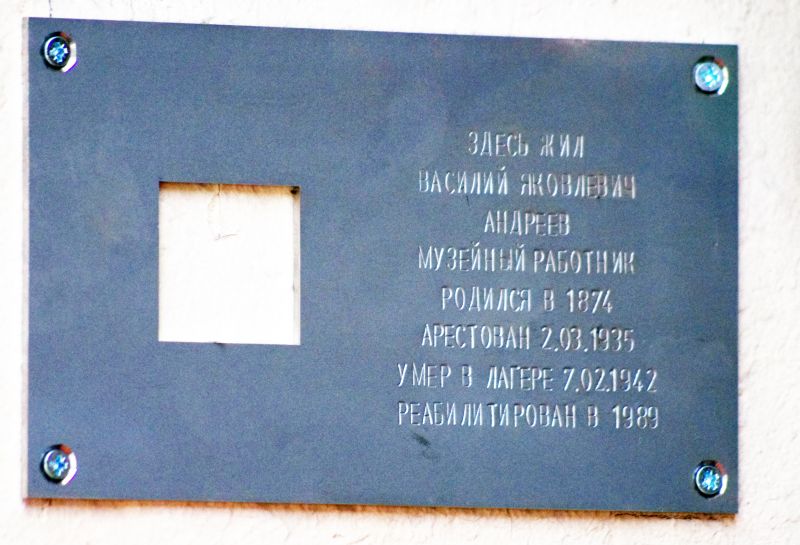 ЗДЕСЬ ЖИЛ
ВАСИЛИЙ ЯКОВЛЕВИЧ
АНДРЕЕВ
МУЗЕЙНЫЙ РАБОТНИК
РОДИЛСЯ В 1874
АРЕСТОВАН 2.03.1935
УМЕР В ЛАГЕРЕ 7.02.1942
РЕАБИЛИТИРОВАН В 1989